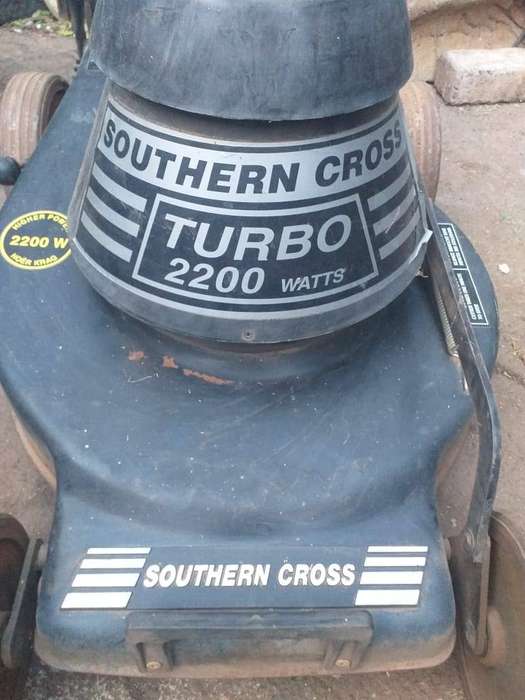 SOUTHERN CROSS
TURBO
2200 WATTS
HIGHER POWER
2200 W
HOËR KRAG
SOUTHERN CROSS